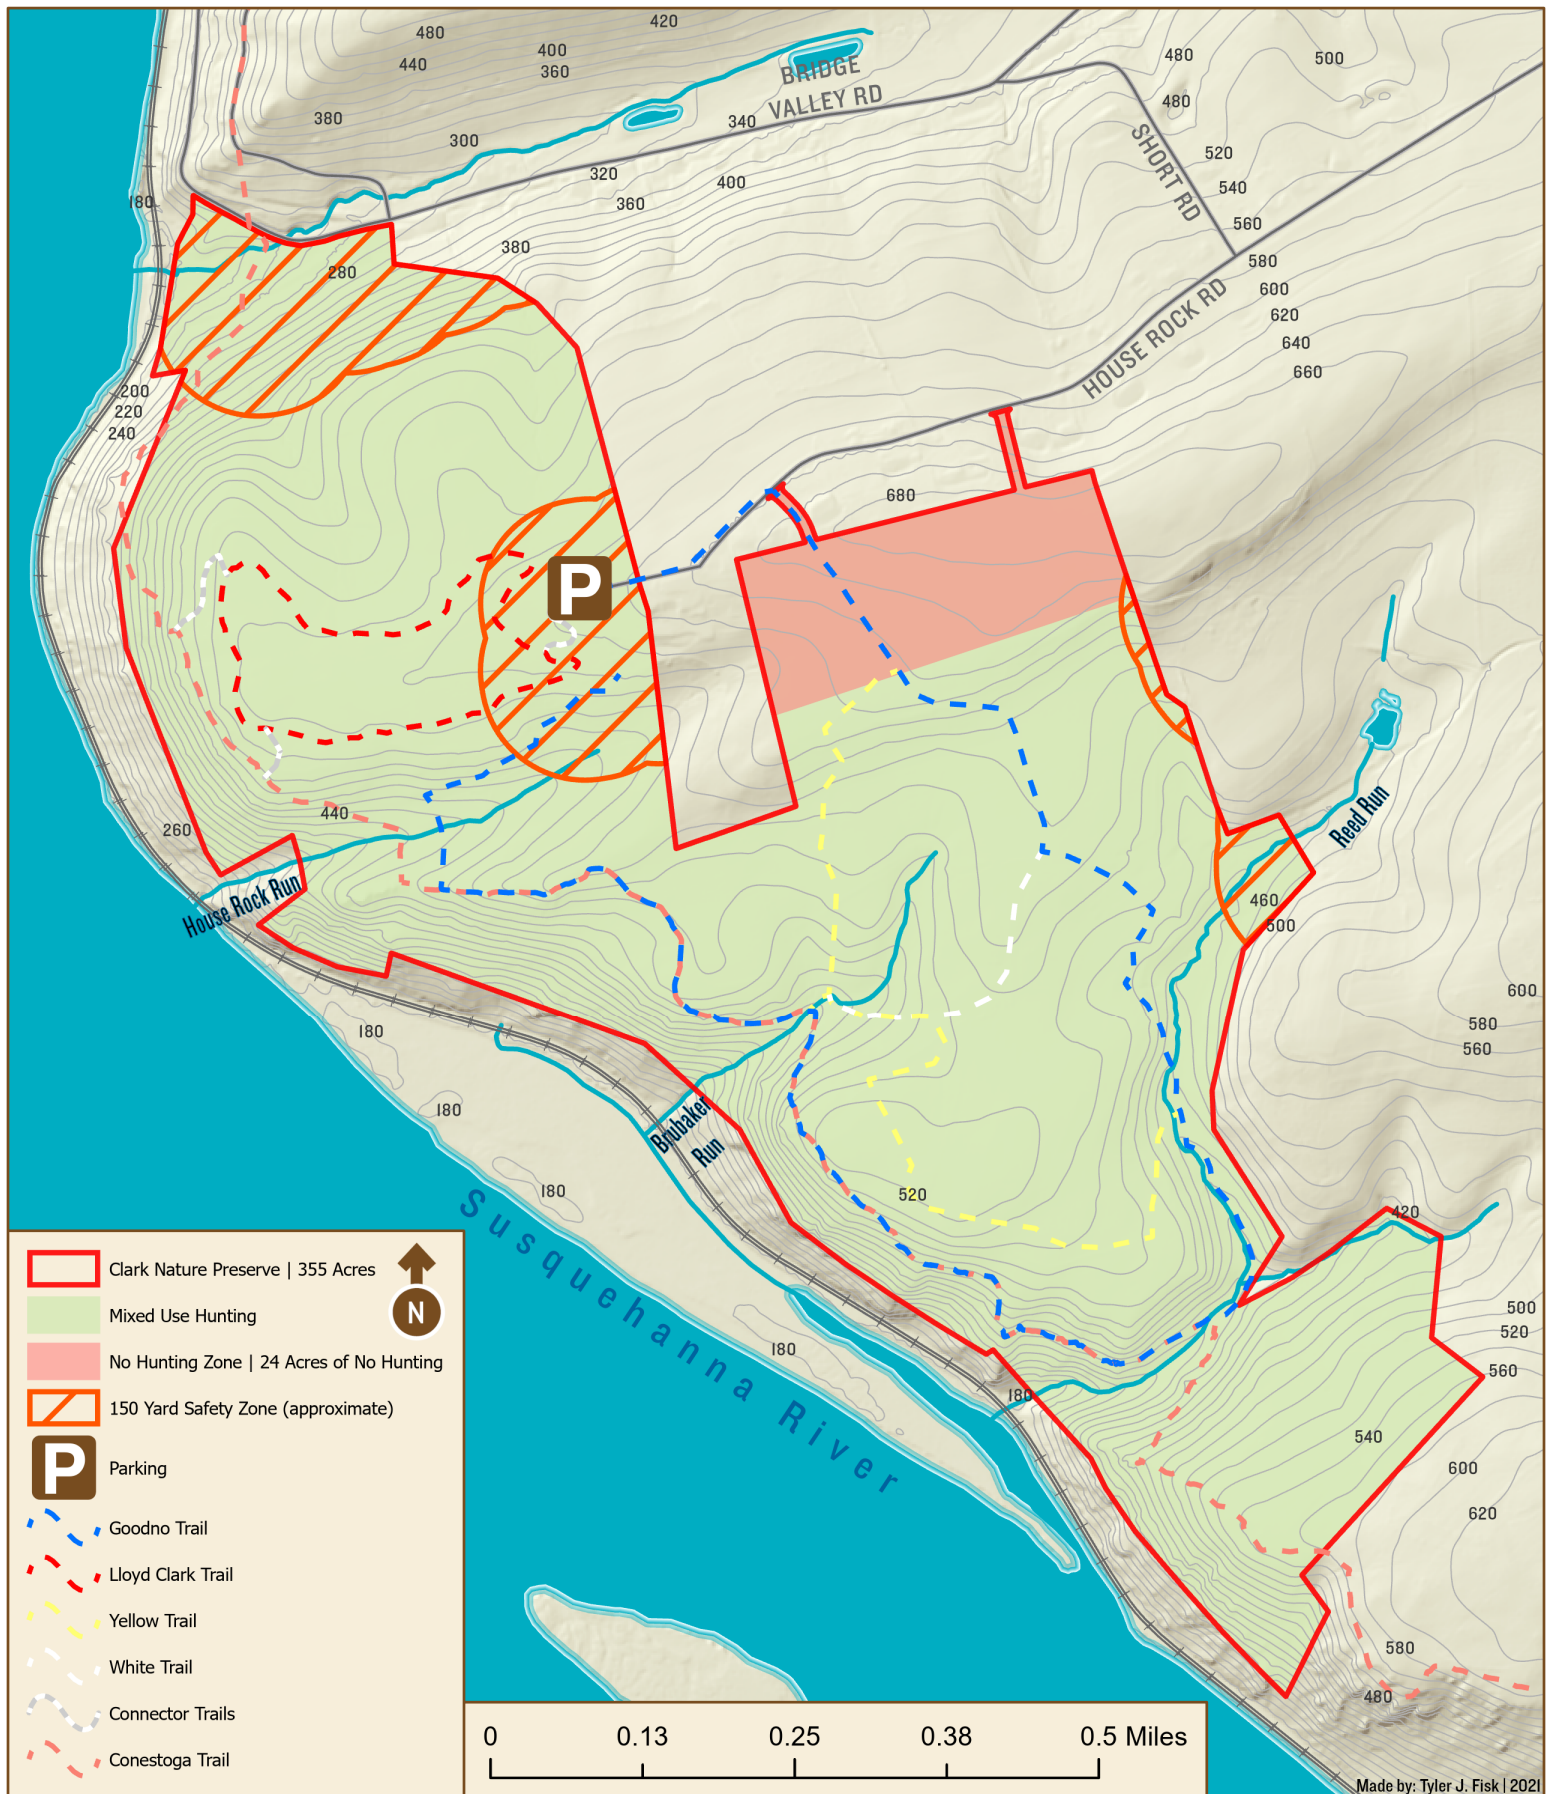 420
480
400
440
360
BRIDGE
VALLEY RD
480
500
480
380
340
300
SHORT RD
520
320
400
540
180
360
560
380
580
280
HOUSE ROCK RD
600
620
640
660
200
220
240
680
P
440
260
Reed Run
House Rock Run
460
500
600
580
560
180
180
Brubaker
Run
180
520
420
Susquehanna River
180
180
500
520
560
540
600
620
580
480
Clark Nature Preserve | 355 Acres
N
Mixed Use Hunting
No Hunting Zone | 24 Acres of No Hunting
150 Yard Safety Zone (approximate)
P
Parking
Goodno Trail
Lloyd Clark Trail
Yellow Trail
White Trail
Connector Trails
Conestoga Trail
0 0.13 0.25 0.38 0.5 Miles
Made by: Tyler J. Fisk | 2021